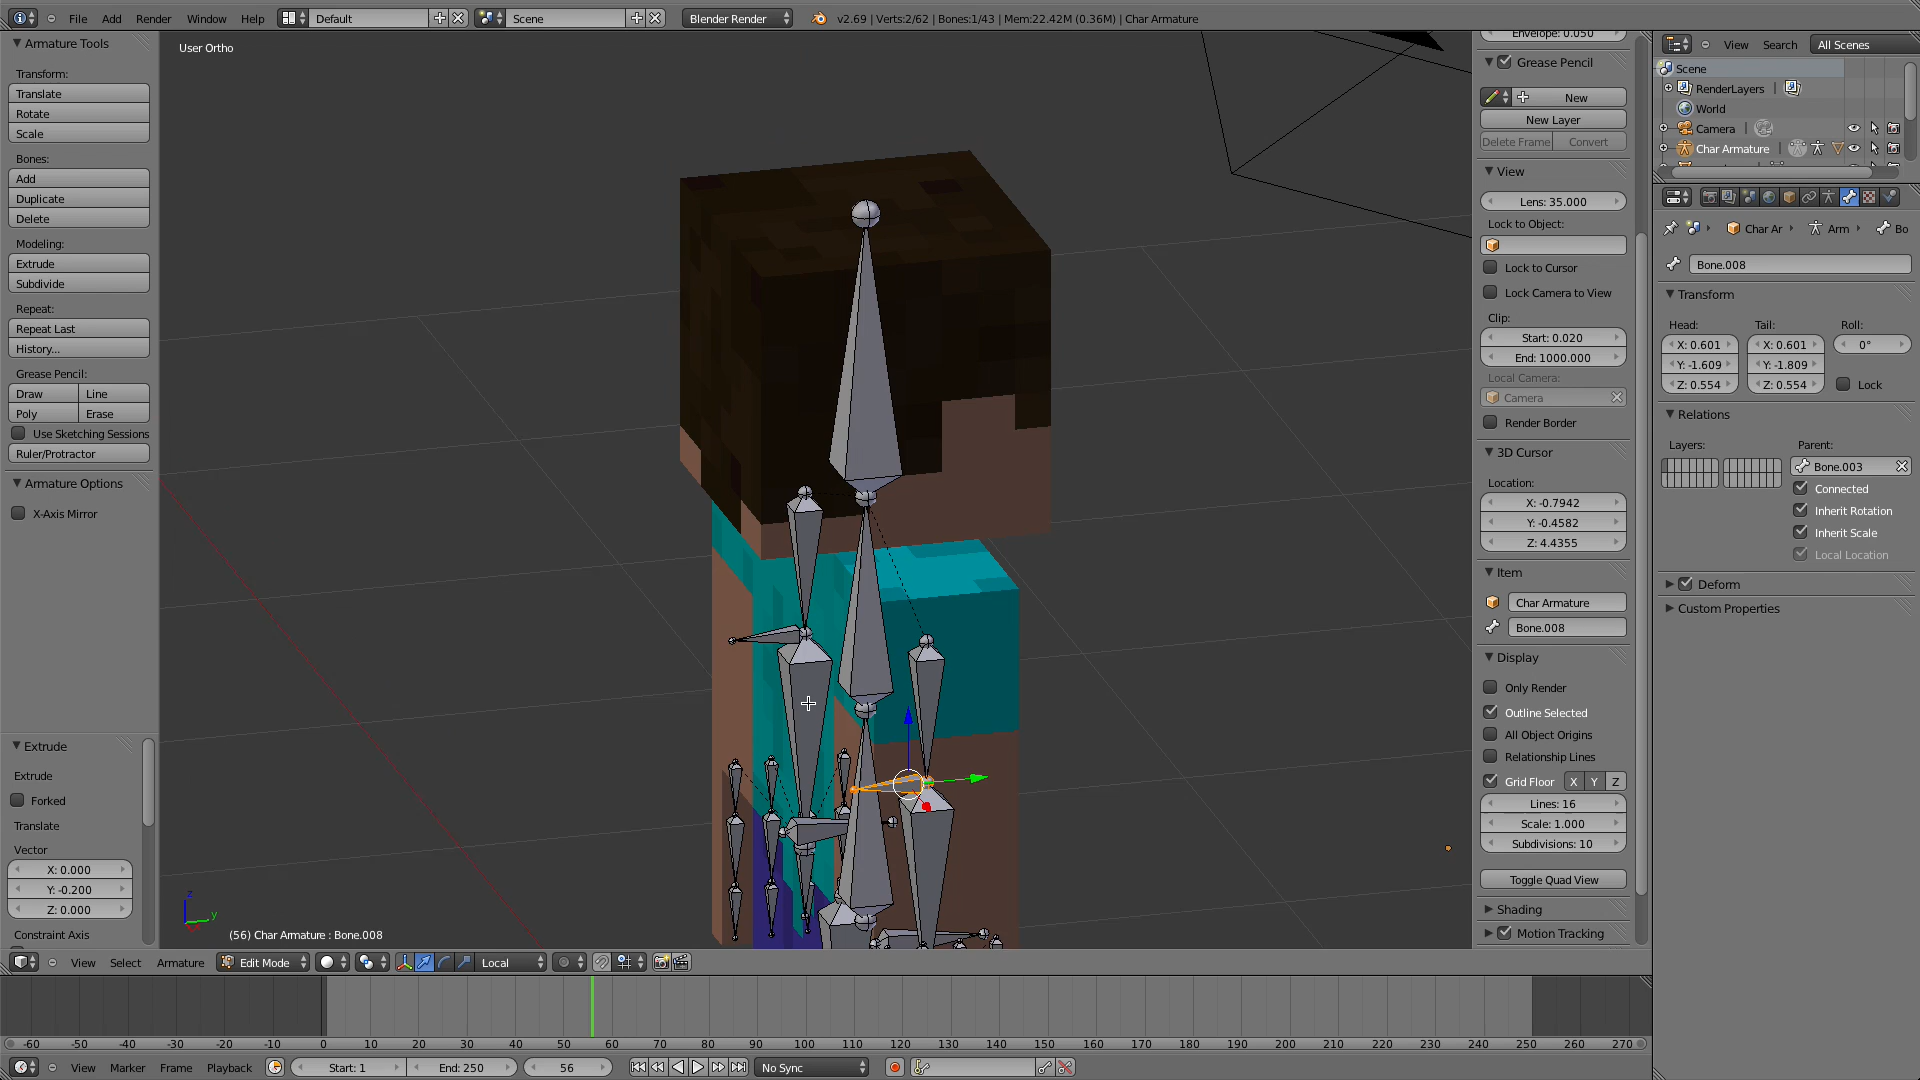 File Add Render Window Help Default Scene Blender Render v2.69 | Verts:2/62 | Bones:1/43 | Mem:22.42M (0.36M) | Char Armature
Armature Tools
Transform:
Translate
Rotate
Scale
Bones:
Add
Duplicate
Delete
Modeling:
Extrude
Subdivide
Repeat:
Repeat Last
History...
Grease Pencil:
Draw Line
Poly Erase
Use Sketching Sessions
Ruler/Protractor
Armature Options
X-Axis Mirror
Extrude
Extrude
Forked
Translate
Vector
X: 0.000
Y: -0.200
Z: 0.000
Constraint Axis
User Ortho
z
y
(56) Char Armature : Bone.008
View Select Armature Edit Mode Local
Envelope: 0.050
Grease Pencil
New
New Layer
Delete Frame Convert
View
Lens: 35.000
Lock to Object:
Lock to Cursor
Lock Camera to View
Clip:
Start: 0.020
End: 1000.000
Local Camera:
Camera
Render Border
3D Cursor
Location:
X: -0.7942
Y: -0.4582
Z: 4.4355
Item
Char Armature
Bone.008
Display
Only Render
Outline Selected
All Object Origins
Relationship Lines
Grid Floor X Y Z
Lines: 16
Scale: 1.000
Subdivisions: 10
Toggle Quad View
Shading
Motion Tracking
View Search All Scenes
Scene
RenderLayers
World
Camera
Char Armature
Char Ar Arm Bo
Bone.008
Transform
Head: Tail: Roll:
X: 0.601 X: 0.601 0°
Y: -1.609 Y: -1.809
Z: 0.554 Z: 0.554 Lock
Relations
Layers: Parent:
Bone.003
Connected
Inherit Rotation
Inherit Scale
Local Location
Deform
Custom Properties
-60 -50 -40 -30 -20 -10 0 10 20 30 40 50 60 70 80 90 100 110 120 130 140 150 160 170 180 190 200 210 220 230 240 250 260 270
View Marker Frame Playback Start: 1 End: 250 56 No Sync